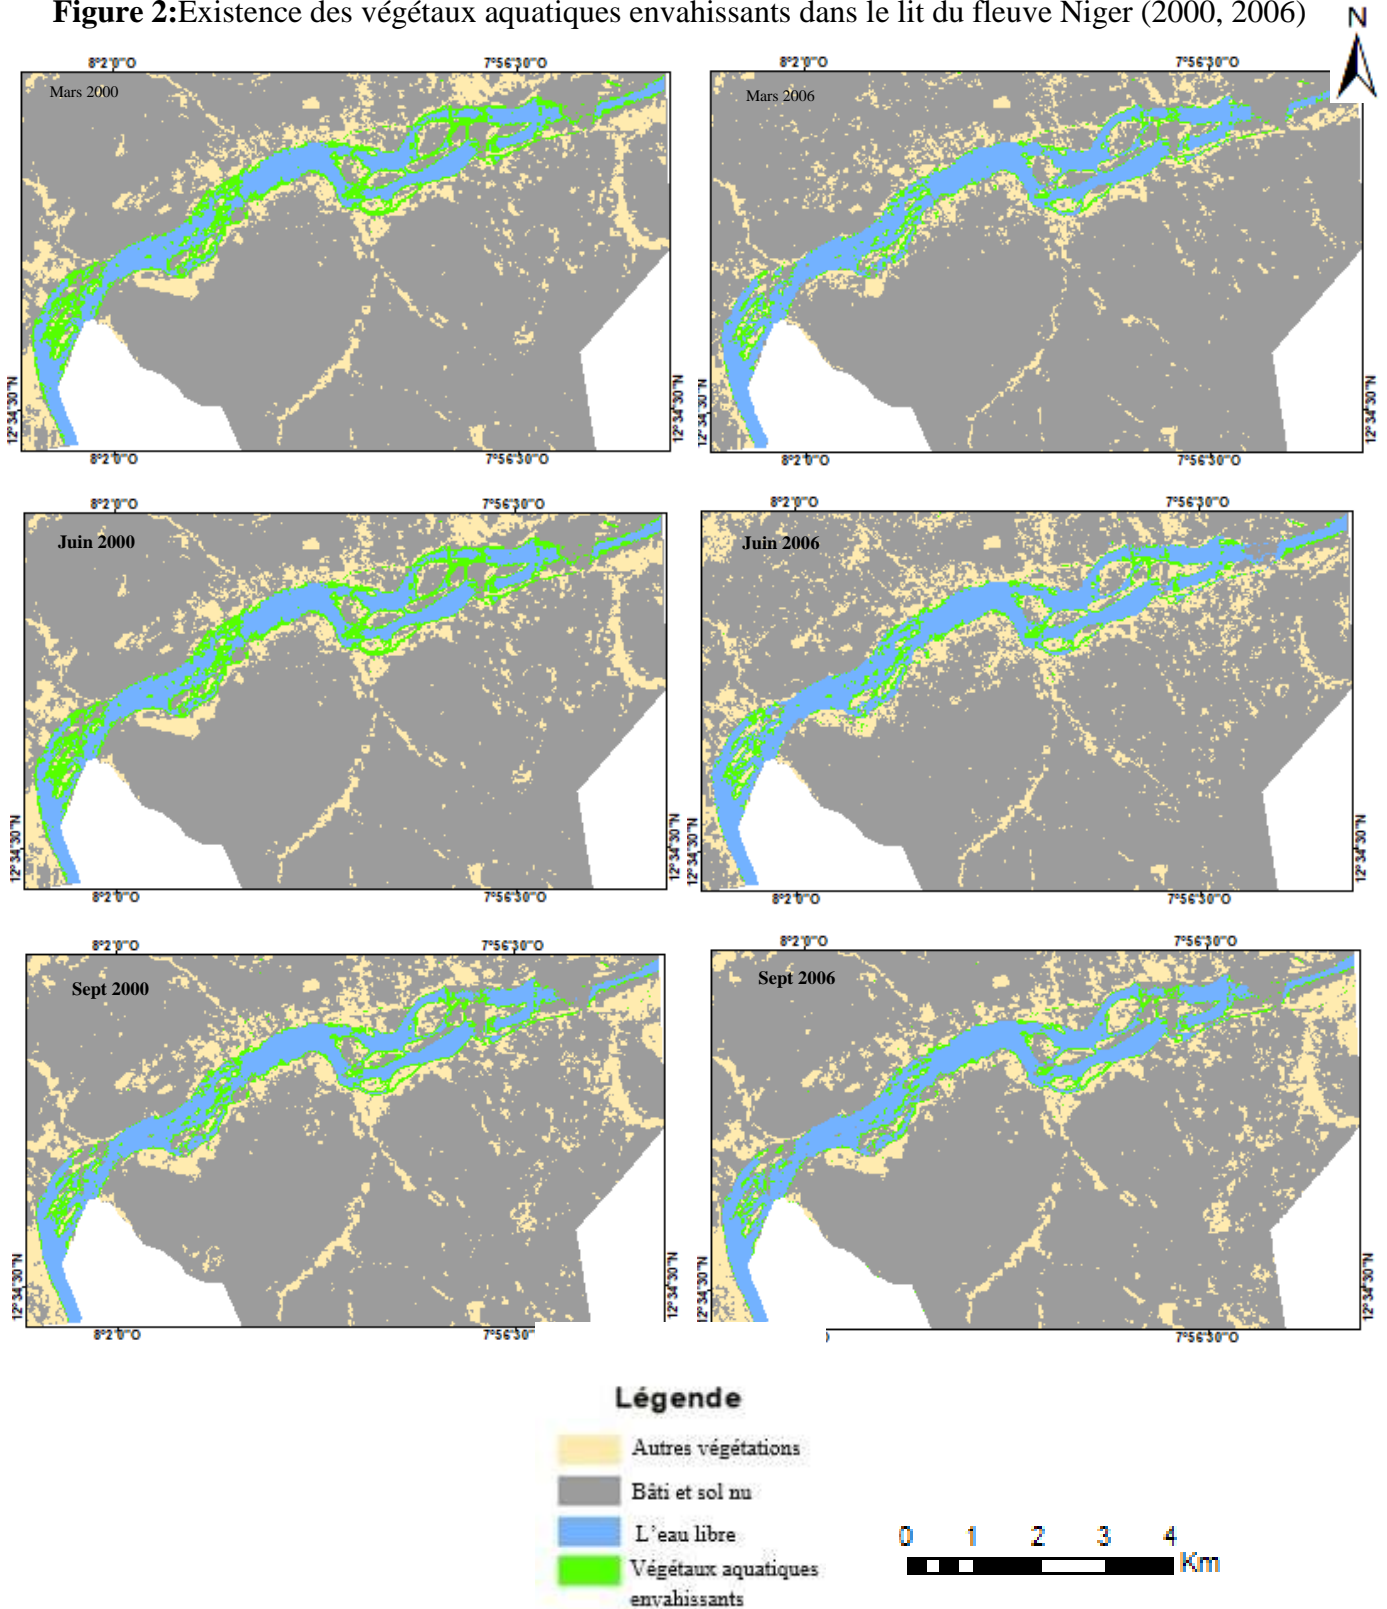 Figure 2:Existence des végétaux aquatiques envahissants dans le lit du fleuve Niger (2000, 2006)
N
8°2'0"O 7°56'30"O
Mars 2000
12°34'30"N 12°34'30"N
8°2'0"O 7°56'30"O
8°2'0"O 7°56'30"O
Mars 2006
12°34'30"N 12°34'30"N
8°2'0"O 7°56'30"O
8°2'0"O 7°56'30"O
Juin 2000
12°34'30"N 12°34'30"N
8°2'0"O 7°56'30"O
8°2'0"O 7°56'30"O
Juin 2006
12°34'30"N
8°2'0"O 7°56'30"O
8°2'0"O 7°56'30"O
Sept 2000
12°34'30"N 12°34'30"N
8°2'0"O 7°56'30"O
8°2'0"O 7°56'30"O
Sept 2006
12°34'30"N 12°34'30"N
7°56'30"O
Légende
Autres végétations
Bâti et sol nu
L'eau libre
Végétaux aquatiques
envahissants
0 1 2 3 4
Km